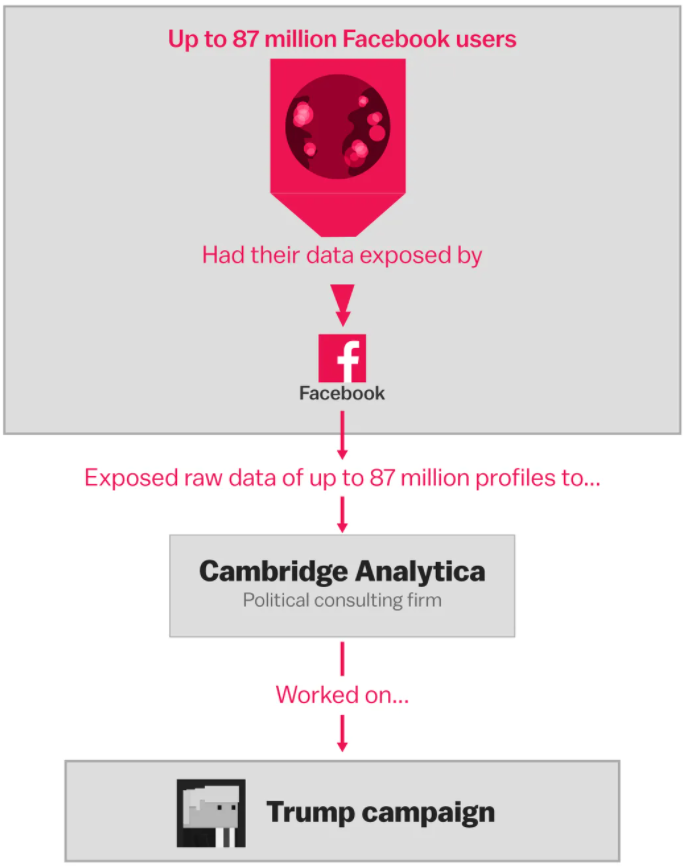 Up to 87 million Facebook users
Had their data exposed by
f
Facebook
Exposed raw data of up to 87 million profiles to...
Cambridge Analytica
Political consulting firm
Worked on...
Trump campaign